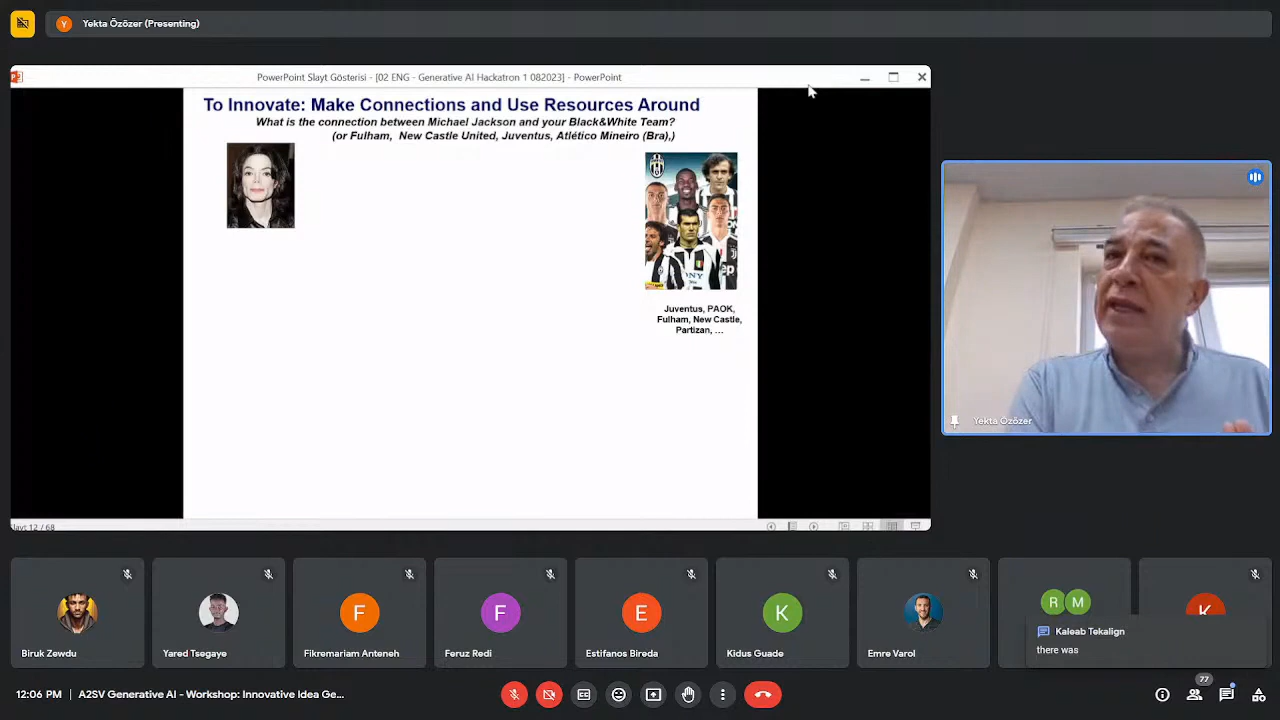 Y
Yekta Özözer (Presenting)
PowerPoint Slayt Gösterisi - [02 ENG - Generative AI Hackatron 1 082023] - PowerPoint
To Innovate: Make Connections and Use Resources Around
What is the connection between Michael Jackson and your Black&White Team?
(or Fulham, New Castle United, Juventus, Atlético Mineiro (Bra),)
Juventus, PAOK,
Fulham, New Castle,
Partizan, ...
12 / 68
Yekta Özözer
F
F
E
K
R
M
K
Biruk Zewdu
Yared Tsegaye
Fikremariam Anteneh
Feruz Redi
Estifanos Bireda
Kidus Guade
Emre Varol
Kaleab Tekalign
there was
12:06 PM
A2SV Generative AI - Workshop: Innovative Idea Ge...
77